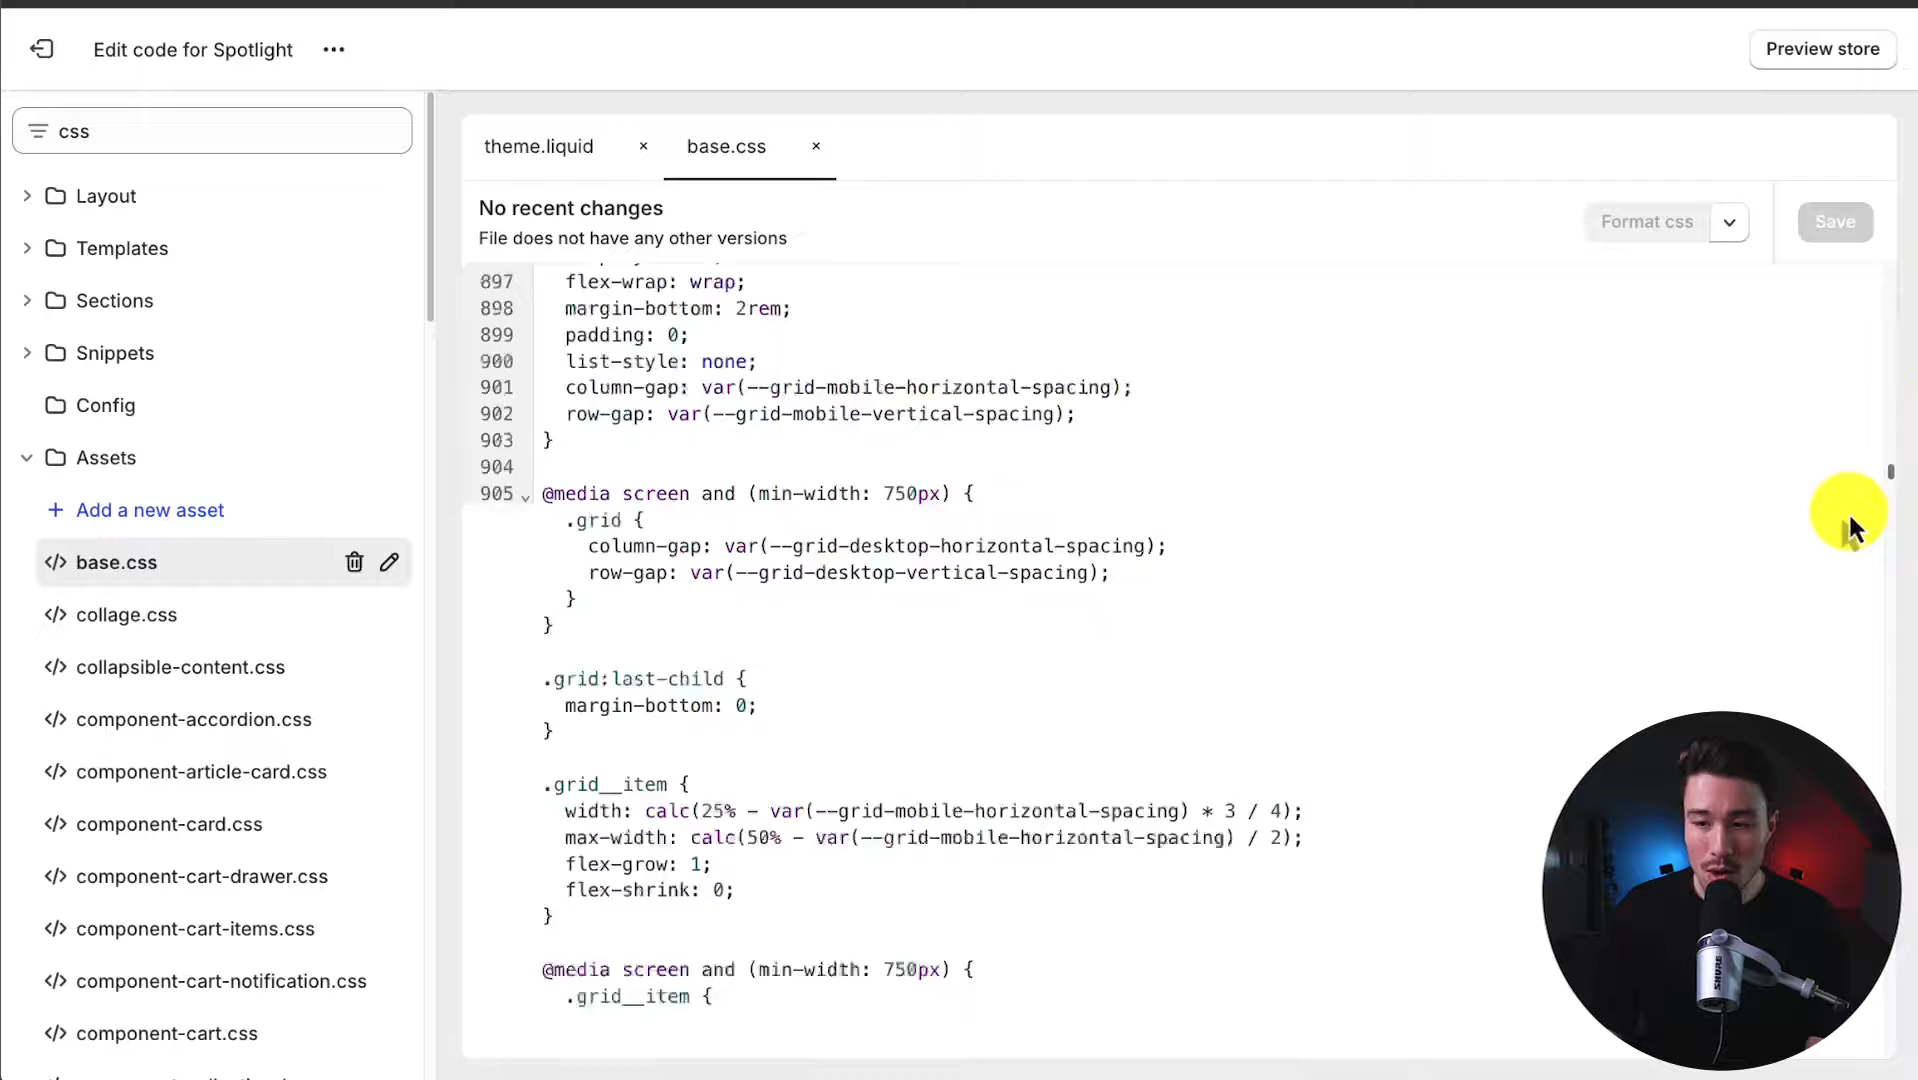 Edit code for Spotlight
Preview store
css
Layout
Templates
Sections
Snippets
Config
Assets
+ Add a new asset
</> base.css
</> collage.css
</> collapsible-content.css
</> component-accordion.css
</> component-article-card.css
</> component-card.css
</> component-cart-drawer.css
</> component-cart-items.css
</> component-cart-notification.css
</> component-cart.css
theme.liquid ×
base.css ×
No recent changes
File does not have any other versions
Format css
Save
897 flex-wrap: wrap;
898 margin-bottom: 2rem;
899 padding: 0;
900 list-style: none;
901 column-gap: var(--grid-mobile-horizontal-spacing);
902 row-gap: var(--grid-mobile-vertical-spacing);
903 }
904
905 @media screen and (min-width: 750px) {
.grid {
column-gap: var(--grid-desktop-horizontal-spacing);
row-gap: var(--grid-desktop-vertical-spacing);
}
}
.grid:last-child {
margin-bottom: 0;
}
.grid__item {
width: calc(25% - var(--grid-mobile-horizontal-spacing) * 3 / 4);
max-width: calc(50% - var(--grid-mobile-horizontal-spacing) / 2);
flex-grow: 1;
flex-shrink: 0;
}
@media screen and (min-width: 750px) {
.grid__item {
SHURE